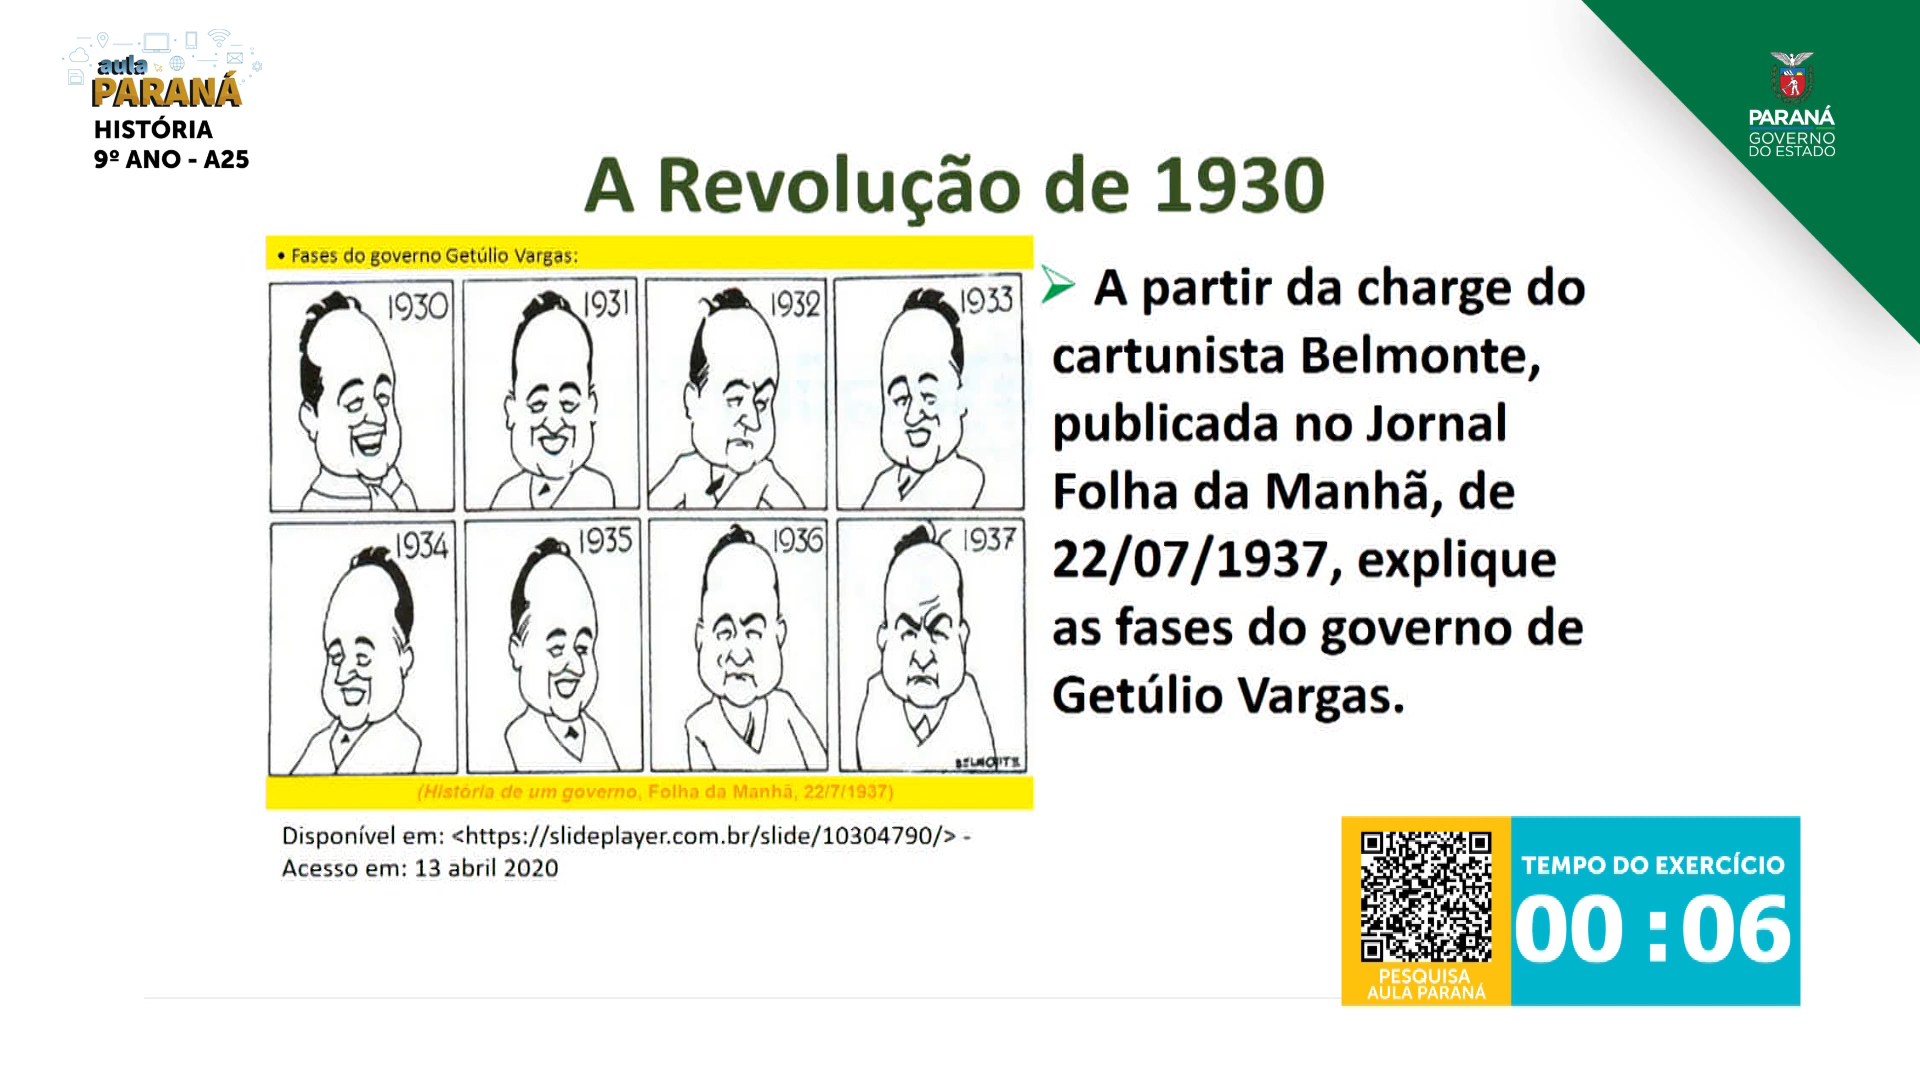 aula
PARANÁ
HISTÓRIA
9º ANO - A25
PARANÁ
GOVERNO
DO ESTADO
A Revolução de 1930
• Fases do governo Getúlio Vargas:
1930
1931
1932
1933
1934
1935
1936
1937
BELMONTE
(História de um governo, Folha da Manhã, 22/7/1937)
Disponível em: <https://slideplayer.com.br/slide/10304790/> -
Acesso em: 13 abril 2020
A partir da charge do
cartunista Belmonte,
publicada no Jornal
Folha da Manhã, de
22/07/1937, explique
as fases do governo de
Getúlio Vargas.
PESQUISA
AULA PARANÁ
TEMPO DO EXERCÍCIO
00 : 06